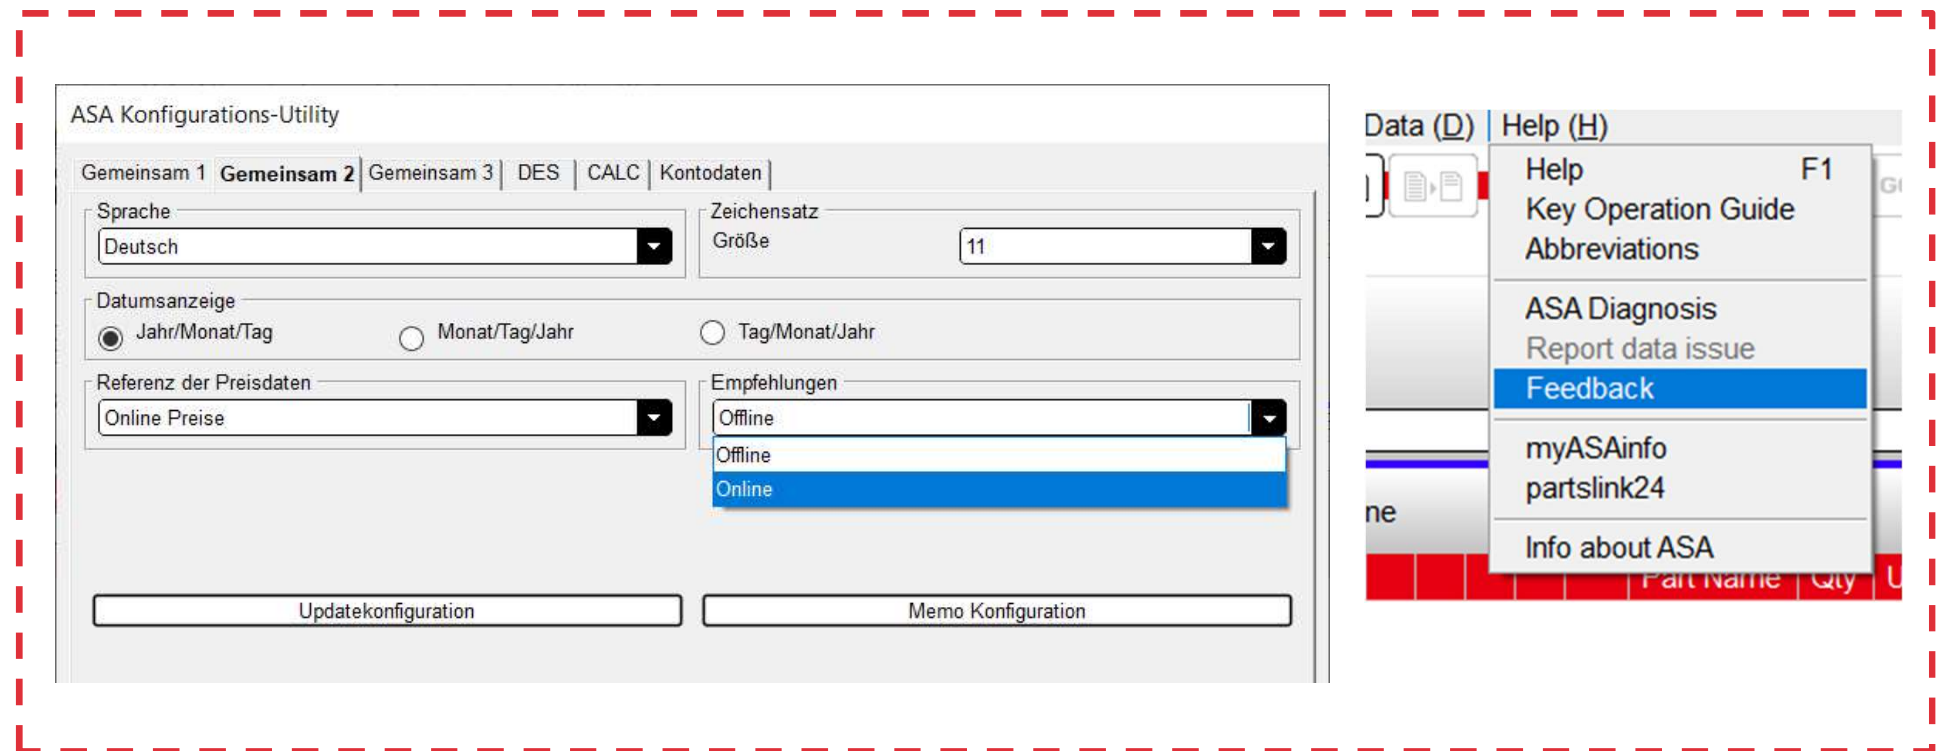 ASA Konfigurations-Utility
Gemeinsam 1 Gemeinsam 2 Gemeinsam 3 DES CALC Kontodaten
Sprache
Deutsch
Zeichensatz
Größe 11
Datumsanzeige
Jahr/Monat/Tag Monat/Tag/Jahr Tag/Monat/Jahr
Referenz der Preisdaten
Online Preise
Empfehlungen
Offline
Offline
Online
Updatekonfiguration Memo Konfiguration
Data (D) Help (H)
Help F1
Key Operation Guide
Abbreviations
ASA Diagnosis
Report data issue
Feedback
myASAinfo
partslink24
Info about ASA
ne
Part Name Qty U